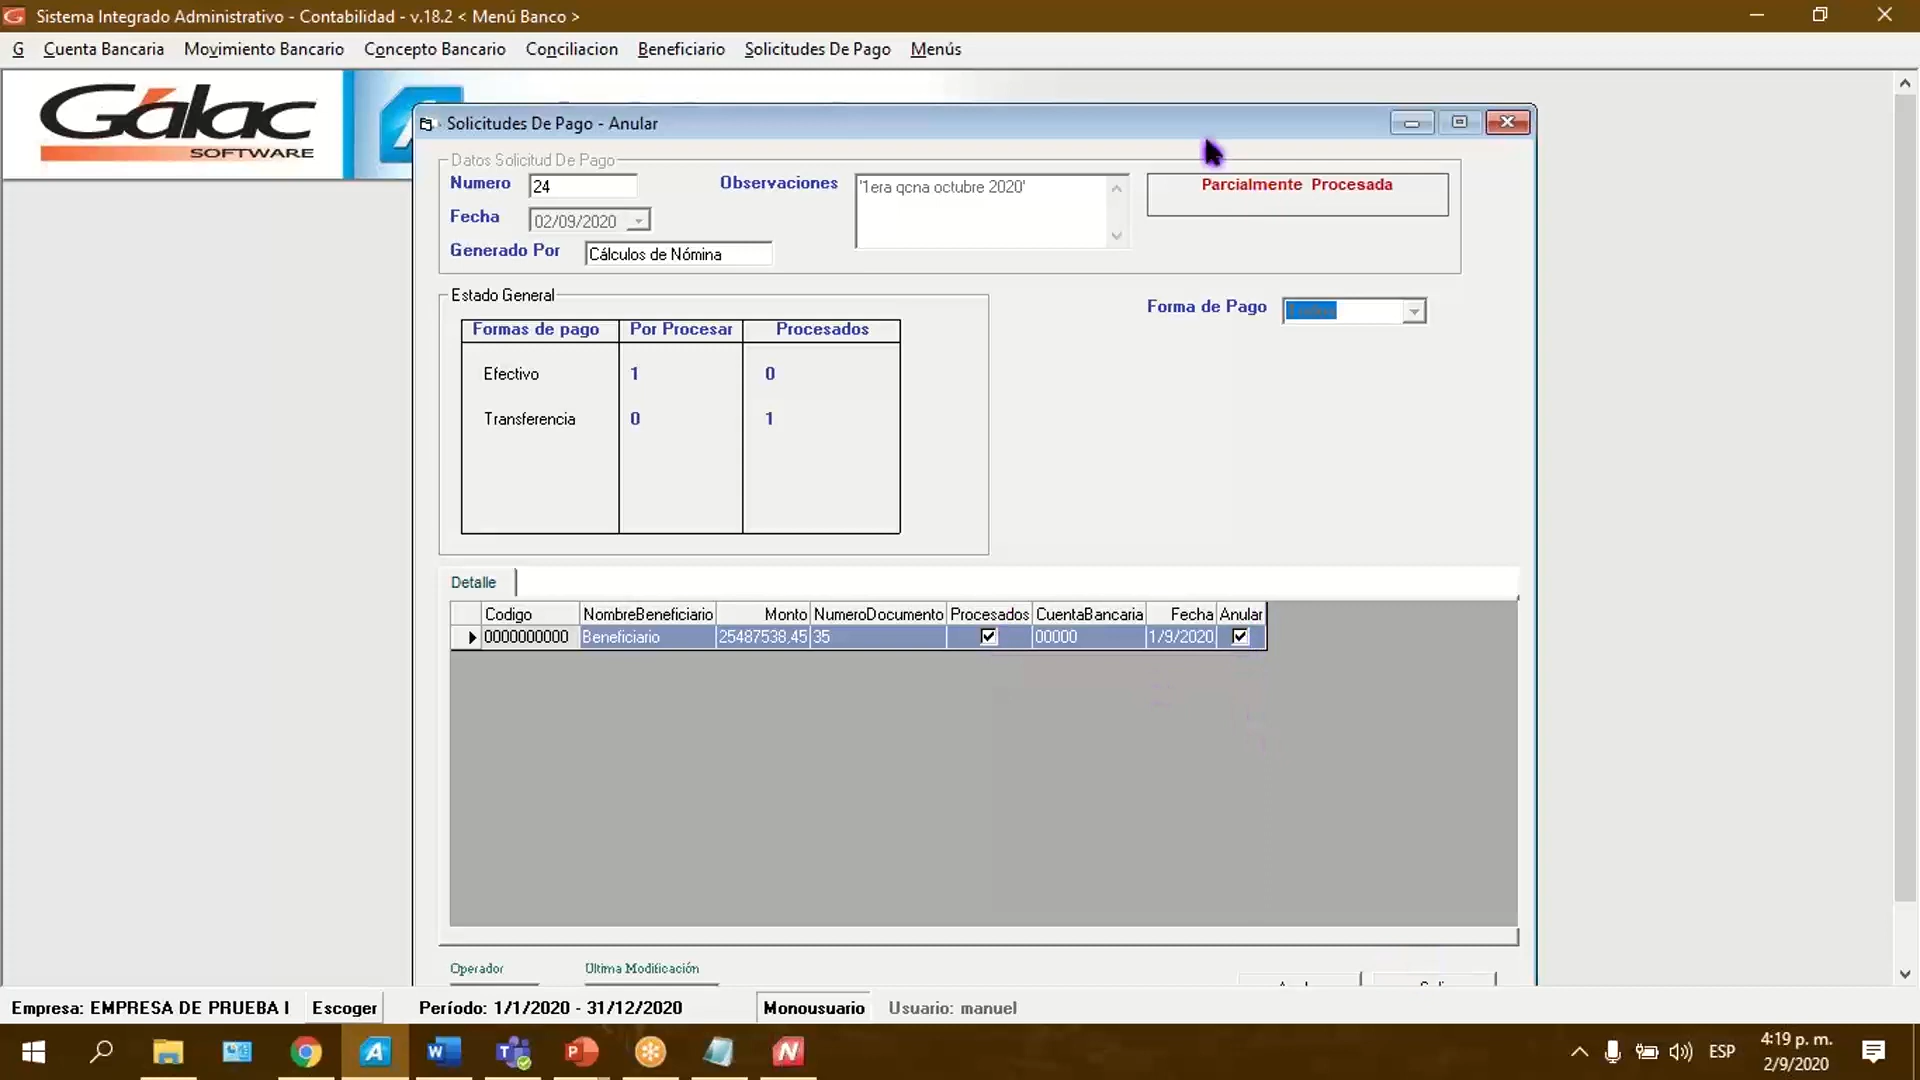 Sistema Integrado Administrativo - Contabilidad - v.18.2 < Menú Banco >
G Cuenta Bancaria Movimiento Bancario Concepto Bancario Conciliacion Beneficiario Solicitudes De Pago Menús
Gálac
SOFTWARE
Solicitudes De Pago - Anular
Datos Solicitud De Pago
Numero 24 Observaciones '1era qcna octubre 2020' Parcialmente Procesada
Fecha 02/09/2020
Generado Por Cálculos de Nómina
Estado General
Forma de Pago
Formas de pago Por Procesar Procesados
Efectivo 1 0
Transferencia 0 1
Detalle
Codigo NombreBeneficiario Monto NumeroDocumento Procesados CuentaBancaria Fecha Anular
0000000000 Beneficiario 25487538,45 35 00000 1/9/2020
Operador Ultima Modificación
Empresa: EMPRESA DE PRUEBA I Escoger Período: 1/1/2020 - 31/12/2020 Monousuario Usuario: manuel
ESP 4:19 p. m.
2/9/2020